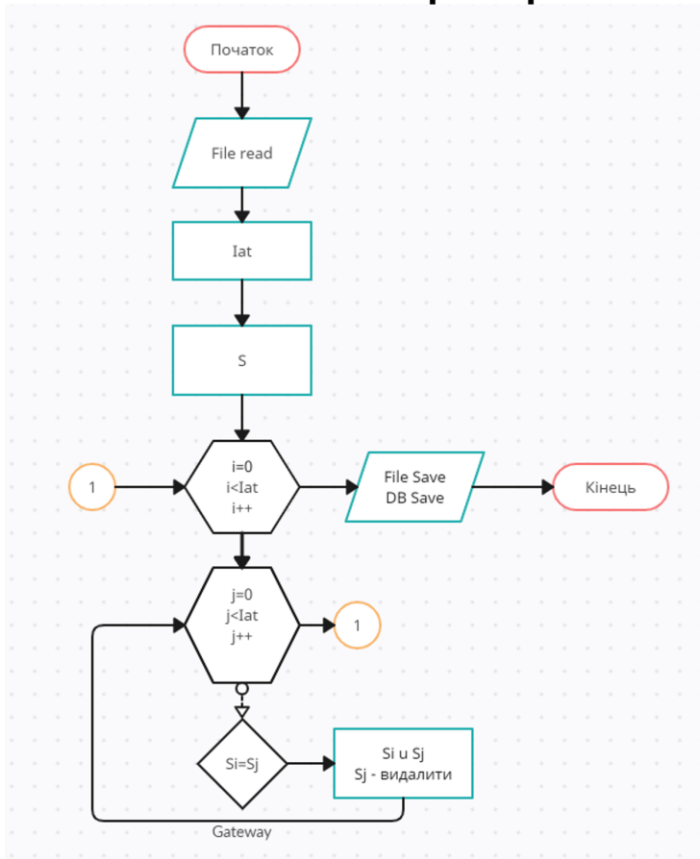 Початок
File read
Iat
S
1
i=0
i<Iat
i++
File Save
DB Save
Кінець
j=0
j<Iat
j++
1
Si=Sj
Si u Sj
Sj - видалити
Gateway